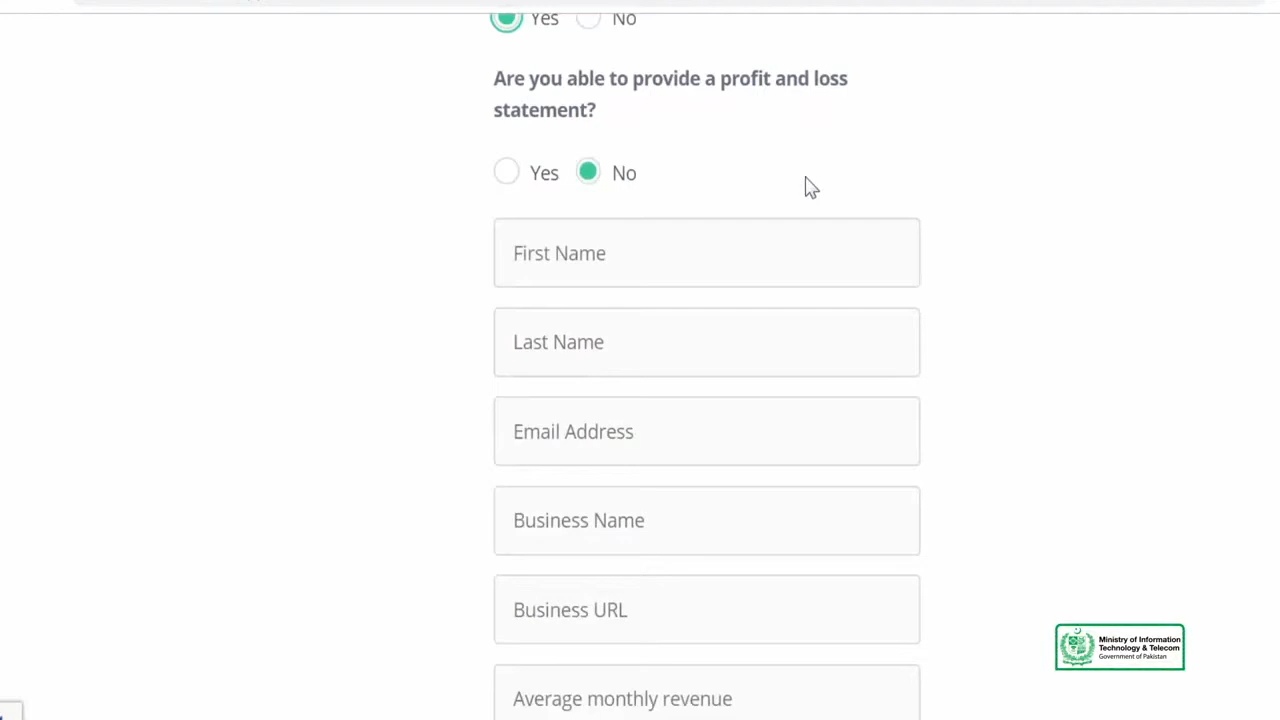 Yes No
Are you able to provide a profit and loss
statement?
Yes No
First Name
Last Name
Email Address
Business Name
Business URL
Ministry of Information
Technology & Telecom
Government of Pakistan
Average monthly revenue